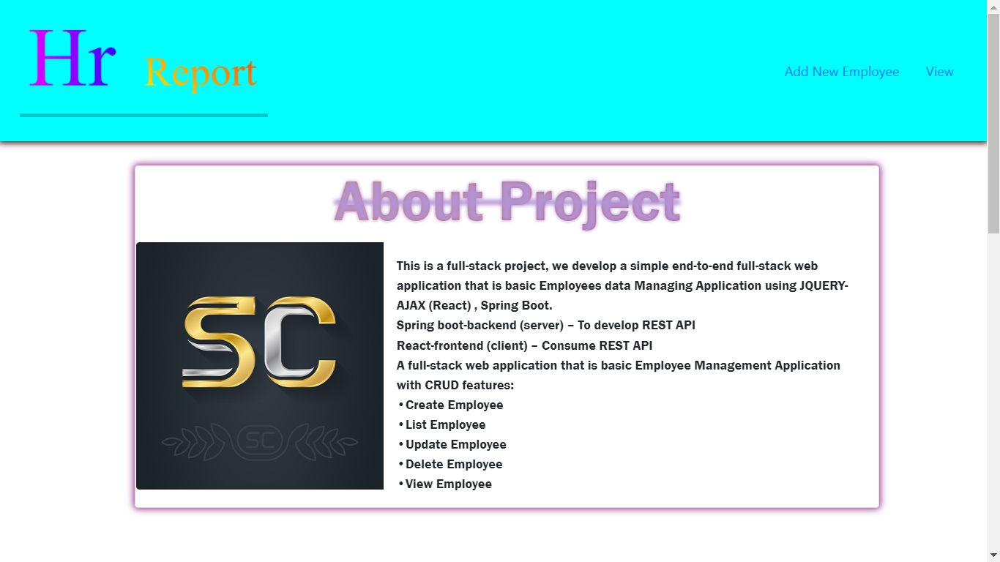 Hr Report
Add New Employee View
About Project
SC
SC
This is a full-stack project, we develop a simple end-to-end full-stack web
application that is basic Employees data Managing Application using JQUERY-
AJAX (React) , Spring Boot.
Spring boot-backend (server) – To develop REST API
React-frontend (client) – Consume REST API
A full-stack web application that is basic Employee Management Application
with CRUD features:
• Create Employee
• List Employee
• Update Employee
• Delete Employee
• View Employee